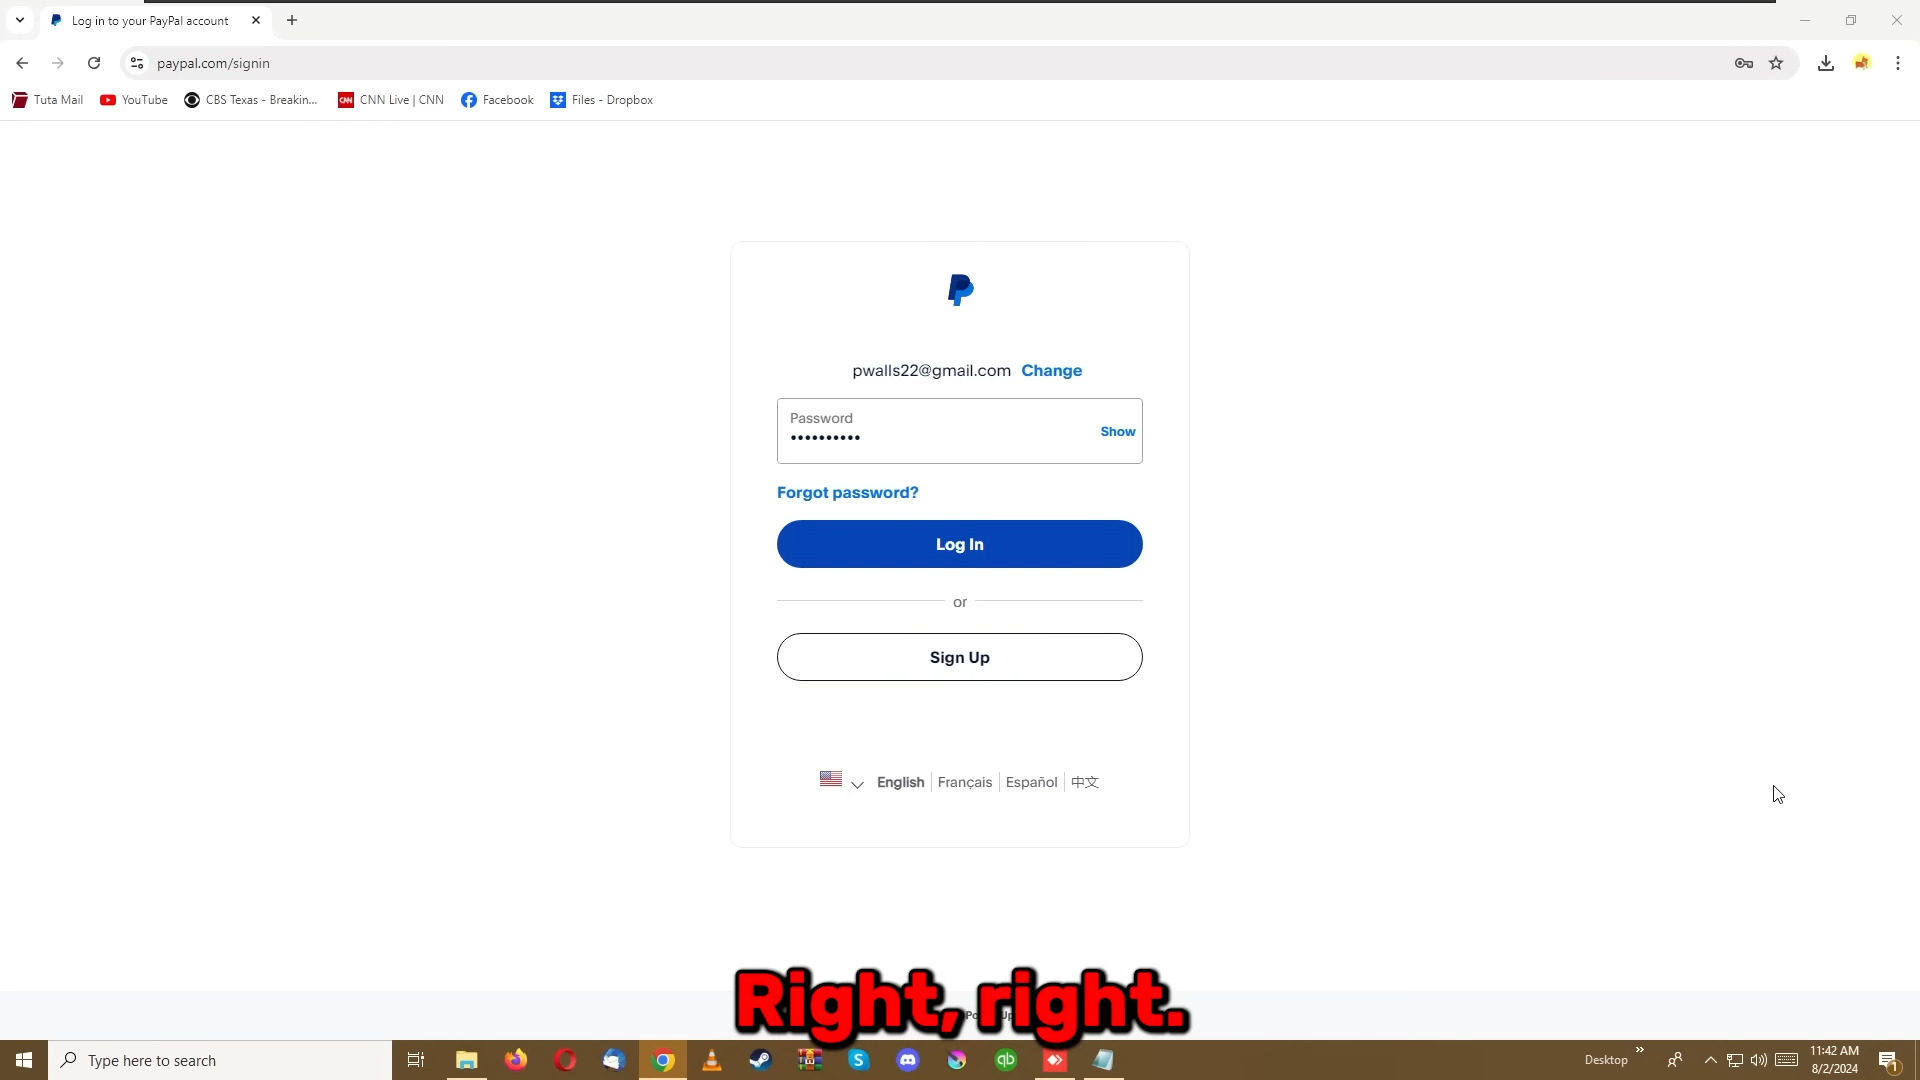 Log in to your PayPal account
paypal.com/signin
Tuta Mail
YouTube
CBS Texas - Breakin...
CNN Live | CNN
Facebook
Files - Dropbox
pwalls22@gmail.com Change
Password
Show
Forgot password?
Log In
or
Sign Up
English
Français
Español
中文
Right, right.
Type here to search
Desktop
11:42 AM
8/2/2024
1